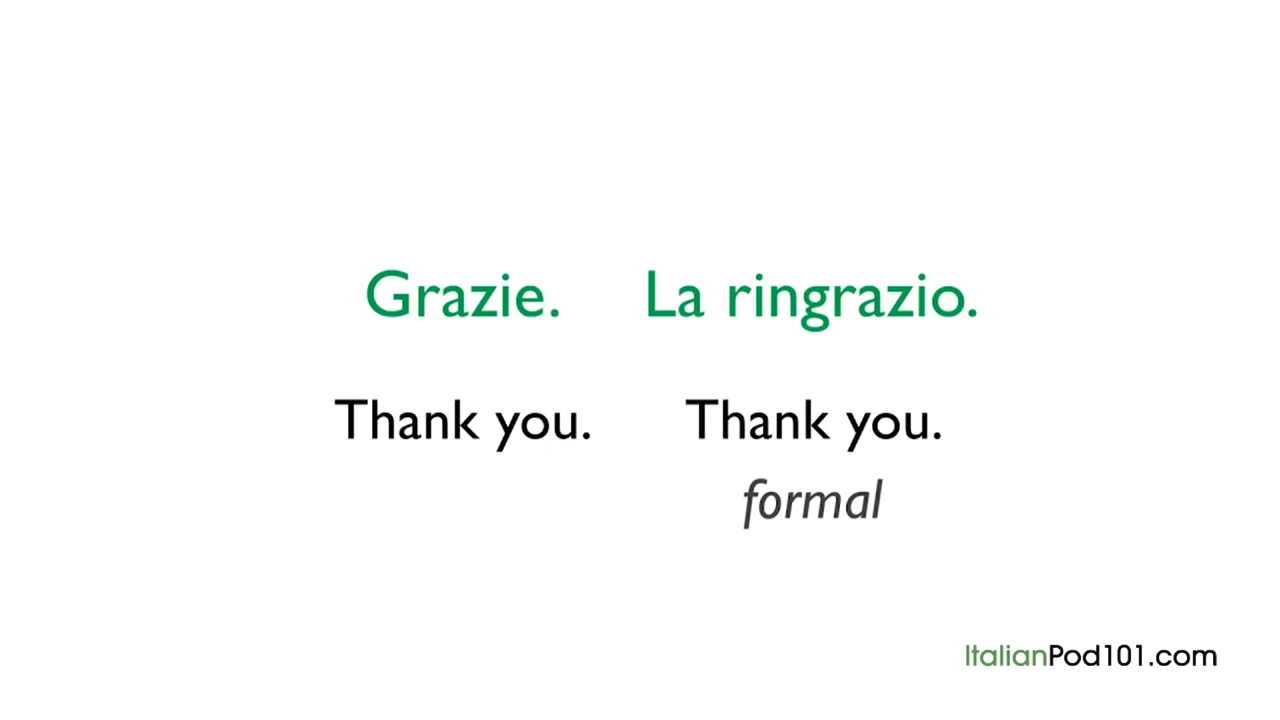 Grazie. La ringrazio.
Thank you. Thank you.
formal
ItalianPod101.com